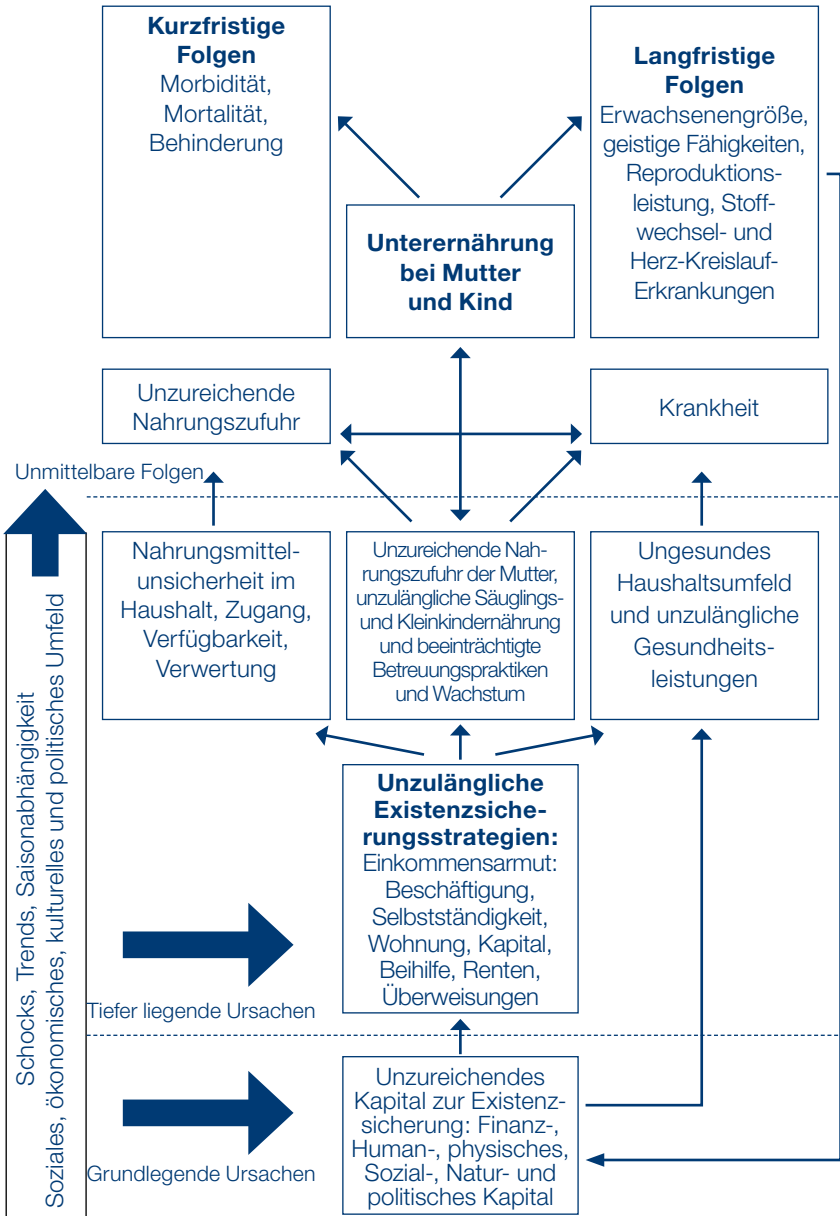 Kurzfristige
Folgen
Morbidität,
Mortalität,
Behinderung
Langfristige
Folgen
Erwachsenengröße,
geistige Fähigkeiten,
Reproduktions-
leistung, Stoff-
wechsel- und
Herz-Kreislauf-
Erkrankungen
Unterernährung
bei Mutter
und Kind
Unzureichende
Nahrungszufuhr
Krankheit
Unmittelbare Folgen
Nahrungsmittel-
unsicherheit im
Haushalt, Zugang,
Verfügbarkeit,
Verwertung
Unzureichende Nah-
rungszufuhr der Mutter,
unzulängliche Säuglings-
und Kleinkindernährung
und beeinträchtigte
Betreuungspraktiken
und Wachstum
Ungesundes
Haushaltsumfeld
und unzulängliche
Gesundheits-
leistungen
Schocks, Trends, Saisonabhängigkeit
Soziales, ökonomisches, kulturelles und politisches Umfeld
Unzulängliche
Existenzsiche-
rungsstrategien:
Einkommensarmut:
Beschäftigung,
Selbstständigkeit,
Wohnung, Kapital,
Beihilfe, Renten,
Überweisungen
Tiefer liegende Ursachen
Unzureichendes
Kapital zur Existenz-
sicherung: Finanz-,
Human-, physisches,
Sozial-, Natur- und
politisches Kapital
Grundlegende Ursachen